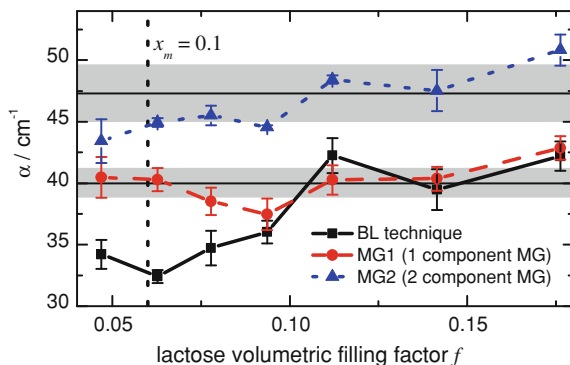 x_m = 0.1
α / cm⁻¹
50
45
40
35
30
BL technique
MG1 (1 component MG)
MG2 (2 component MG)
0.05 0.10 0.15
lactose volumetric filling factor f